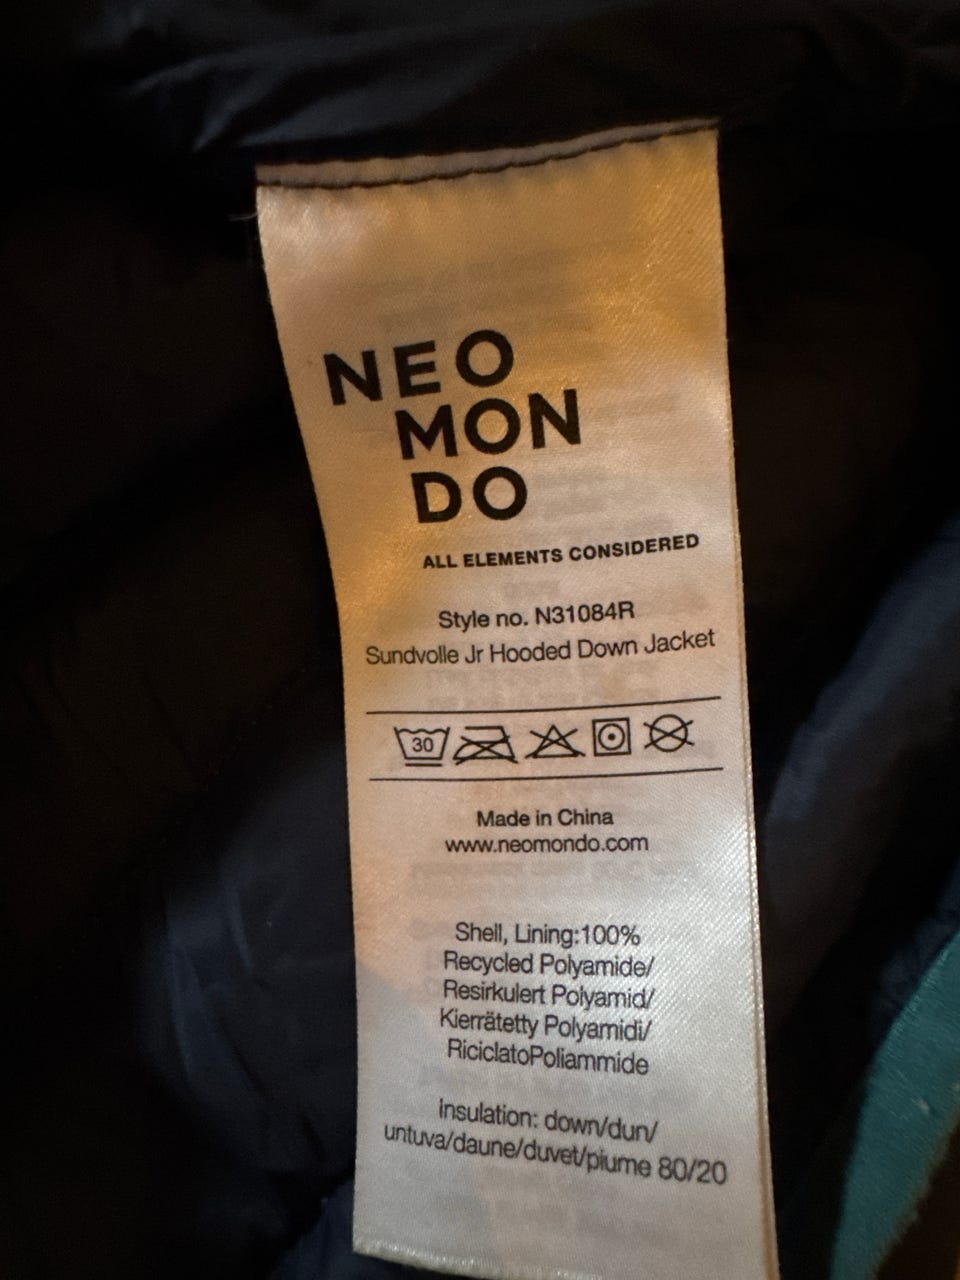 NEO
MON
DO
ALL ELEMENTS CONSIDERED
Style no. N31084R
Sundvolle Jr Hooded Down Jacket
30
Made in China
www.neomondo.com
Shell, Lining:100%
Recycled Polyamide/
Resirkulert Polyamid/
Kierrätetty Polyamidi/
RiciclatoPoliammide
Insulation: down/dun/
untuva/daune/duvet/piume 80/20